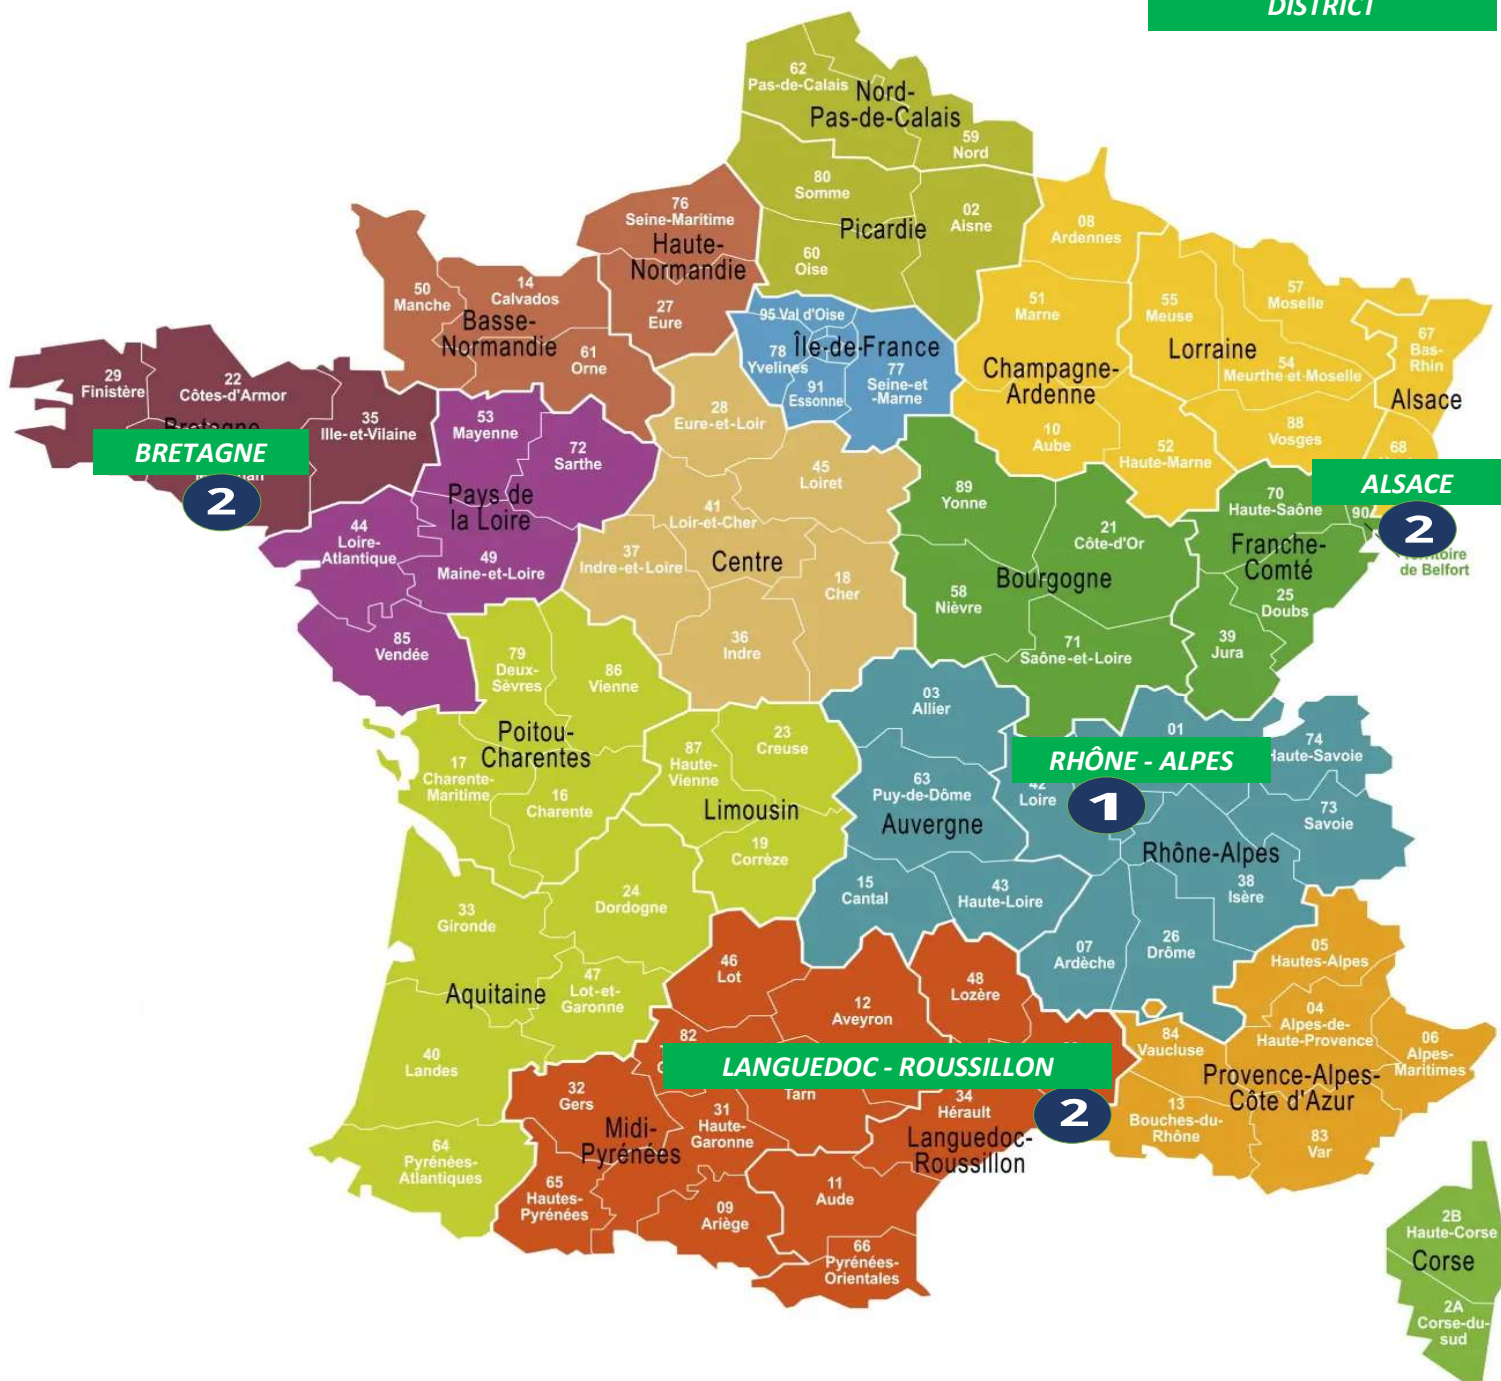 DISTRICT
62
Pas-de-Calais
Nord-
Pas-de-Calais
59
Nord
80
Somme
02
Aisne
Picardie
60
Oise
76
Seine-Maritime
Haute-
Normandie
27
Eure
08
Ardennes
50
Manche
14
Calvados
Basse-
Normandie
61
Orne
95 Val d'Oise
Île-de-France
78
Yvelines
91
Essonne
77
Seine-et
-Marne
51
Marne
Champagne-
Ardenne
10
Aube
52
Haute-Marne
55
Meuse
57
Moselle
Lorraine
54
Meurthe-et-Moselle
88
Vosges
67
Bas-
Rhin
Alsace
68
29
Finistère
22
Côtes-d'Armor
35
Ille-et-Vilaine
Bretagne
BRETAGNE
2
53
Mayenne
72
Sarthe
Pays de
la Loire
44
Loire-
Atlantique
49
Maine-et-Loire
85
Vendée
28
Eure-et-Loir
45
Loiret
41
Loir-et-Cher
37
Indre-et-Loire
Centre
18
Cher
36
Indre
89
Yonne
21
Côte-d'Or
Bourgogne
58
Nièvre
71
Saône-et-Loire
ALSACE
2
70
Haute-Saône
90
Territoire
de Belfort
Franche-
Comté
25
Doubs
39
Jura
79
Deux-
Sèvres
86
Vienne
Poitou-
Charentes
17
Charente-
Maritime
16
Charente
87
Haute-
Vienne
23
Creuse
Limousin
19
Corrèze
03
Allier
63
Puy-de-Dôme
Auvergne
15
Cantal
43
Haute-Loire
01
74
Haute-Savoie
RHÔNE - ALPES
1
42
Loire
73
Savoie
Rhône-Alpes
38
Isère
07
Ardèche
26
Drôme
33
Gironde
24
Dordogne
47
Lot-et-
Garonne
Aquitaine
40
Landes
64
Pyrénées-
Atlantiques
46
Lot
12
Aveyron
48
Lozère
82
LANGUEDOC - ROUSSILLON
2
32
Gers
Tarn
31
Haute-
Garonne
Midi-
Pyrénées
65
Hautes-
Pyrénées
09
Ariège
34
Hérault
Languedoc-
Roussillon
11
Aude
66
Pyrénées-
Orientales
05
Hautes-Alpes
04
Alpes-de-
Haute-Provence
06
Alpes-
Maritimes
84
Vaucluse
Provence-Alpes-
Côte d'Azur
13
Bouches-du-
Rhône
83
Var
2B
Haute-Corse
Corse
2A
Corse-du-
sud